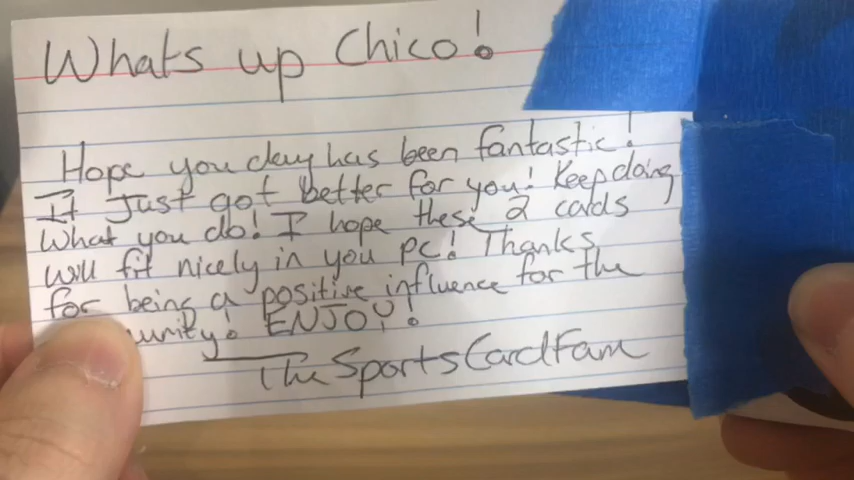 Whats up Chico!
Hope you day has been fantastic!
It Just got better for you! Keep doing
What you do! I hope these 2 cards
will fit nicely in you pc! Thanks
for being a positive influence for the
unity! ENJOY!
The SportsCardFam